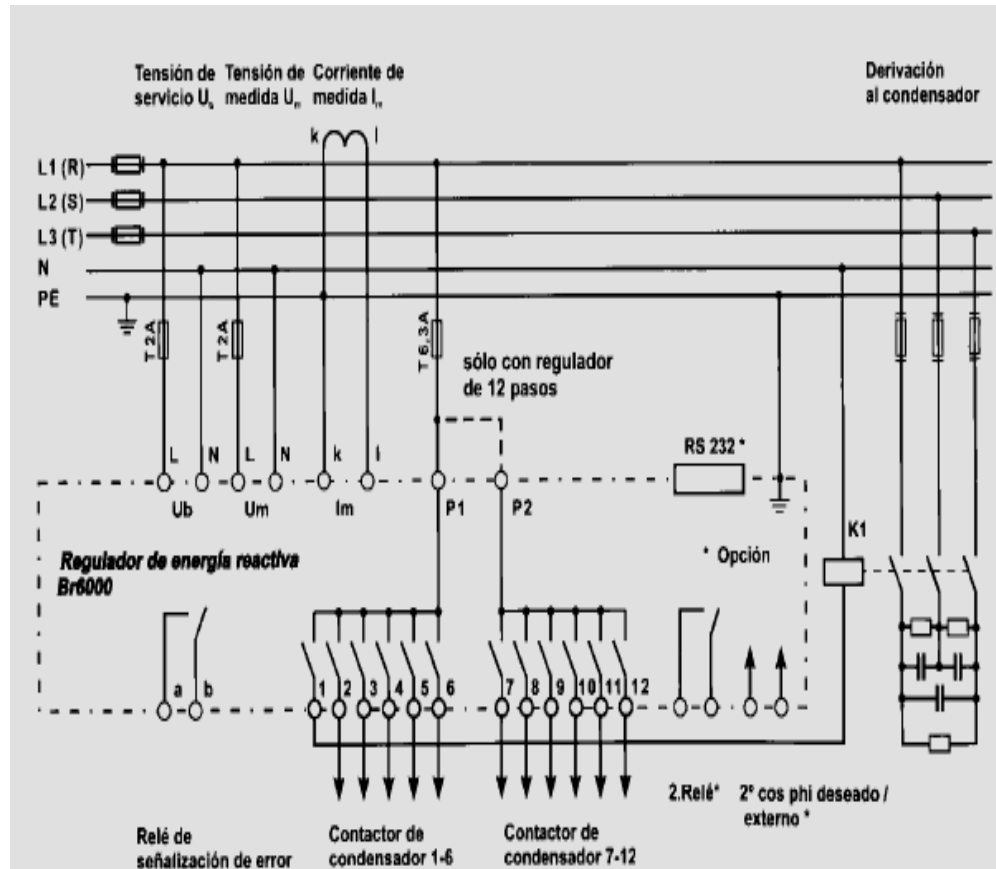 Tensión de servicio Ub
Tensión de medida Um
Corriente de medida Im
Derivación al condensador
k
l
L1 (R)
L2 (S)
L3 (T)
N
PE
T 2A
T 2A
T 6,3A
sólo con regulador
de 12 pasos
RS 232 *
L
N
L
N
k
l
Ub
Um
Im
P1
P2
K1
* Opción
Regulador de energía reactiva
Br6000
a
b
1
2
3
4
5
6
7
8
9
10
11
12
2.Relé*
2º cos phi deseado /
externo *
Relé de
señalización de error
Contactor de
condensador 1-6
Contactor de
condensador 7-12